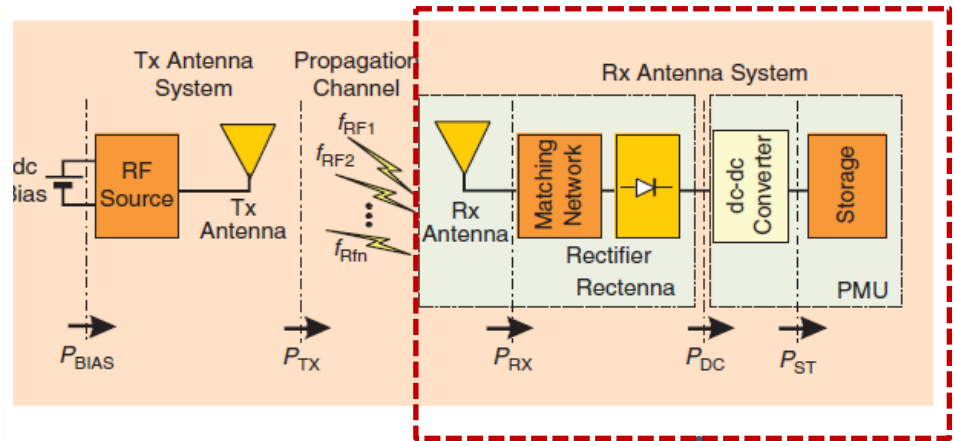 Tx Antenna
System
Propagation
Channel
Rx Antenna System
dc
Bias
RF
Source
Tx
Antenna
fRF1
fRF2
fRfn
Rx
Antenna
Matching
Network
Rectifier
Rectenna
dc-dc
Converter
Storage
PMU
PBIAS
PTX
PRX
PDC
PST